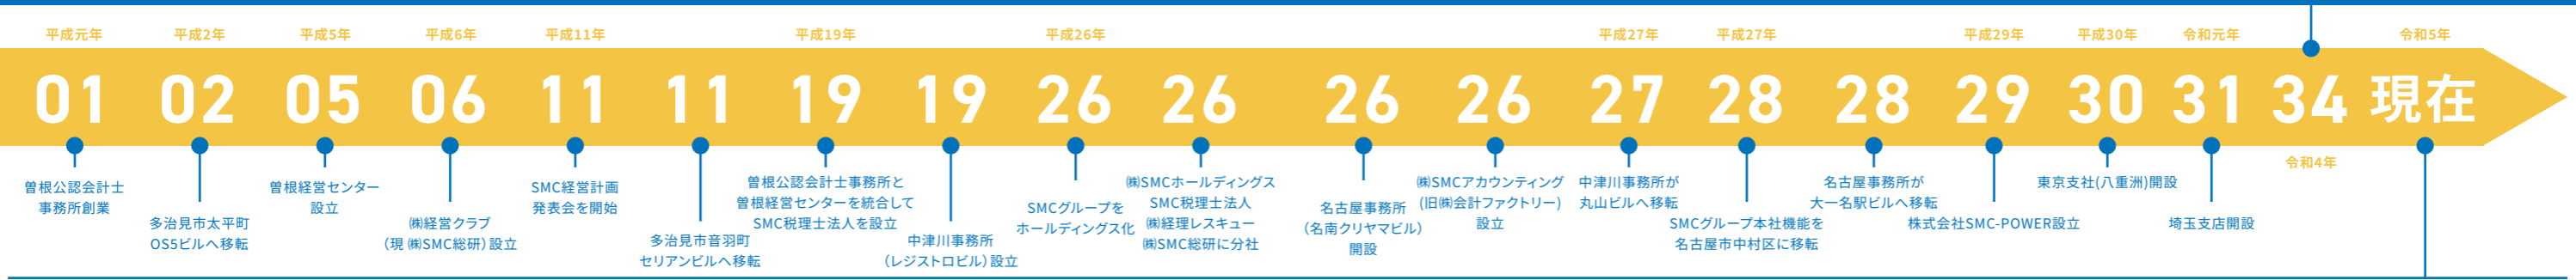 平成元年 平成2年 平成5年 平成6年 平成11年 平成19年 平成26年 平成27年 平成27年 平成29年 平成30年 令和元年 令和5年
01 02 05 06 11 11 19 19 26 26 26 26 27 28 28 29 30 31 34 現在
令和4年
曽根公認会計士
事務所創業
多治見市太平町
OS5ビルへ移転
曽根経営センター
設立
㈱経営クラブ
（現 ㈱SMC総研）設立
SMC経営計画
発表会を開始
多治見市音羽町
セリアンビルへ移転
曽根公認会計士事務所と
曽根経営センターを統合して
SMC税理士法人を設立
中津川事務所
（レジストロビル）設立
SMCグループを
ホールディングス化
㈱SMCホールディングス
SMC税理士法人
㈱経理レスキュー
㈱SMC総研に分社
名古屋事務所
（名南クリヤマビル）
開設
㈱SMCアカウンティング
(旧㈱会計ファクトリー)
設立
中津川事務所が
丸山ビルへ移転
SMCグループ本社機能を
名古屋市中村区に移転
名古屋事務所が
大一名駅ビルへ移転
株式会社SMC-POWER設立
東京支社(八重洲)開設
埼玉支店開設